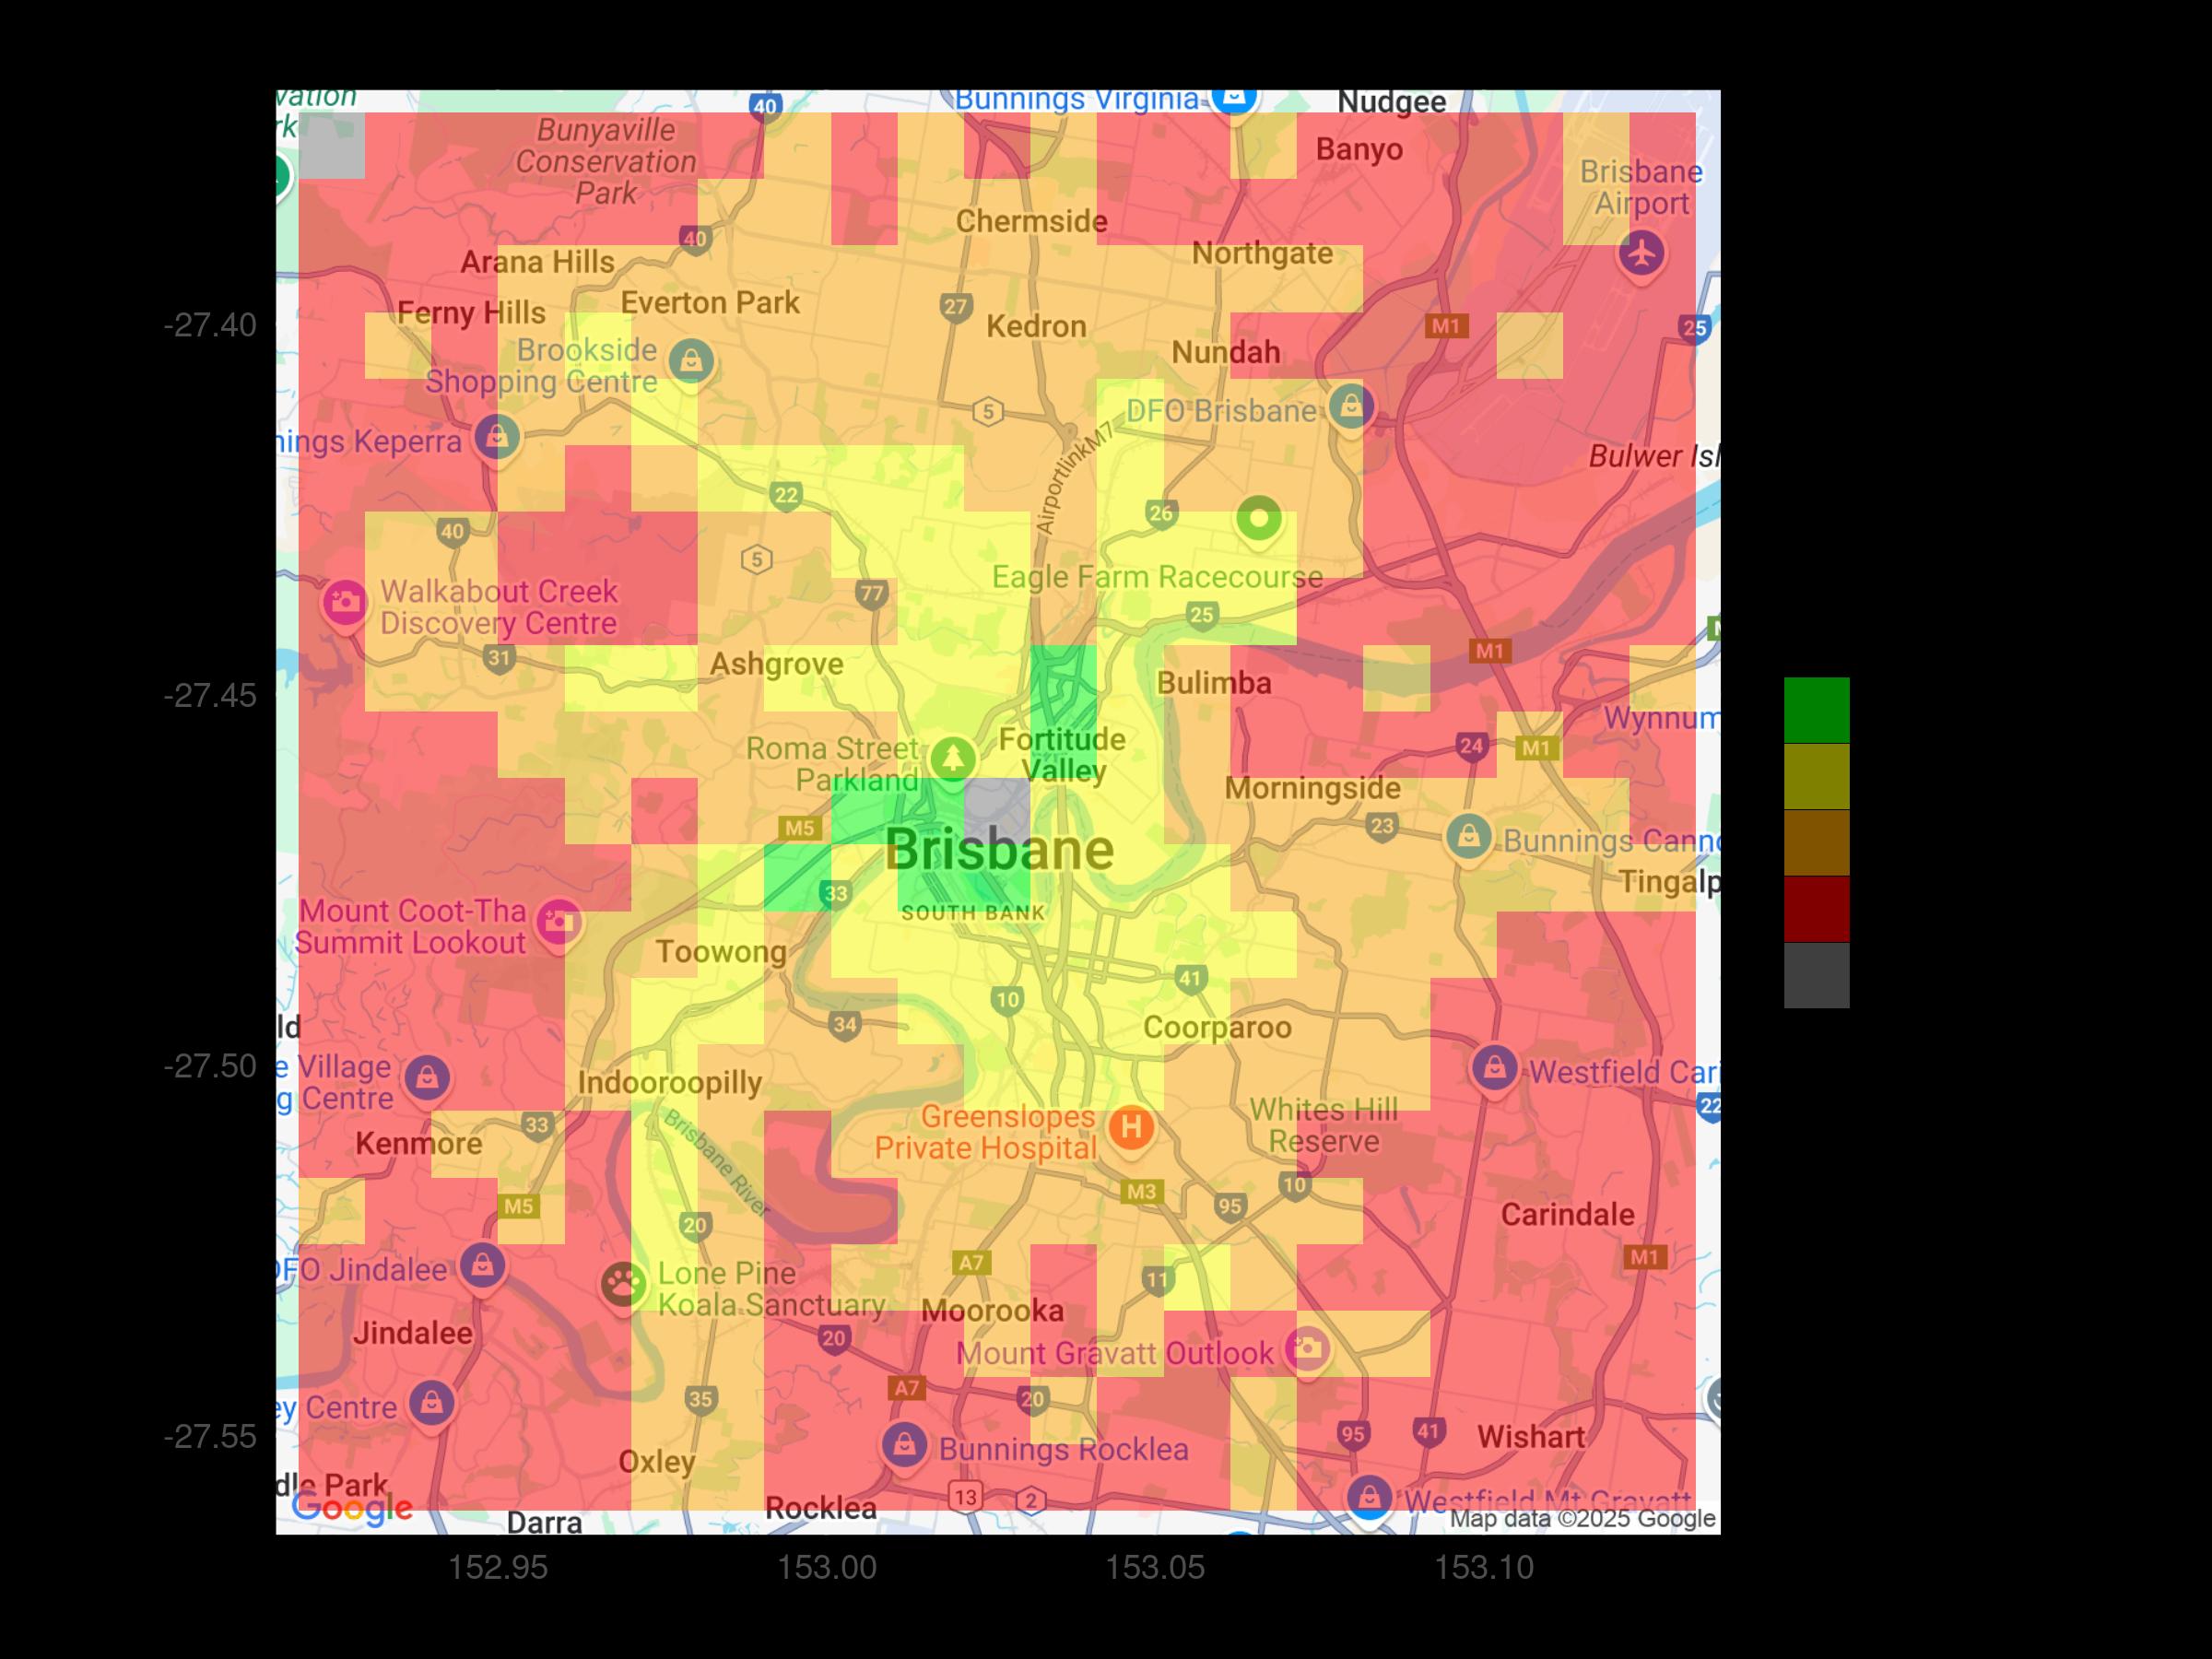 vation
rk
40
Bunnings Virginia
Nudgee
Bunyaville
Conservation
Park
Banyo
Brisbane
Airport
Chermside
40
Northgate
Arana Hills
Ferny Hills
Everton Park
27
Kedron
M1
25
-27.40
Brookside
Shopping Centre
Nundah
5
DFO Brisbane
nings Keperra
AirportlinkM7
Bulwer Isl
22
26
40
5
Walkabout Creek
Discovery Centre
77
Eagle Farm Racecourse
25
31
Ashgrove
M1
Bulimba
-27.45
Wynnum
Roma Street
Parkland
Fortitude
Valley
24
M1
Morningside
M5
23
Brisbane
Bunnings Canno
33
Tingalp
Mount Coot-Tha
Summit Lookout
SOUTH BANK
Toowong
41
10
34
Coorparoo
ld
-27.50
e Village
g Centre
Indooroopilly
Westfield Cari
22
Brisbane River
Greenslopes
Private Hospital
H
Whites Hill
Reserve
33
Kenmore
M5
M3
95
10
20
Carindale
M1
DFO Jindalee
Lone Pine
Koala Sanctuary
A7
11
Moorooka
Jindalee
20
Mount Gravatt Outlook
A7
20
35
ey Centre
-27.55
Bunnings Rocklea
95
41
Wishart
Oxley
dle Park
Google
Darra
Rocklea
13
2
Westfield Mt Gravatt
Map data ©2025 Google
152.95
153.00
153.05
153.10